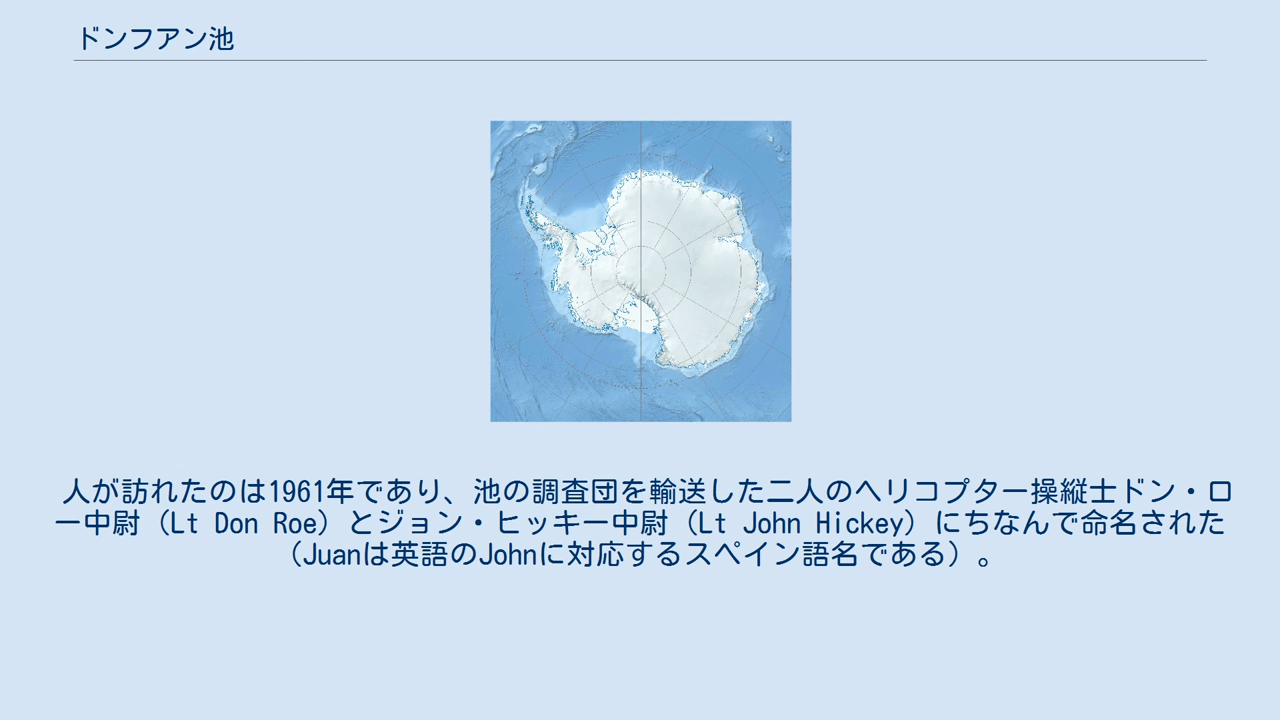 ドンフアン池
人が訪れたのは1961年であり、池の調査団を輸送した二人のヘリコプター操縦士ドン・ロ
ー中尉（Lt Don Roe）とジョン・ヒッキー中尉（Lt John Hickey）にちなんで命名された
（Juanは英語のJohnに対応するスペイン語名である）。